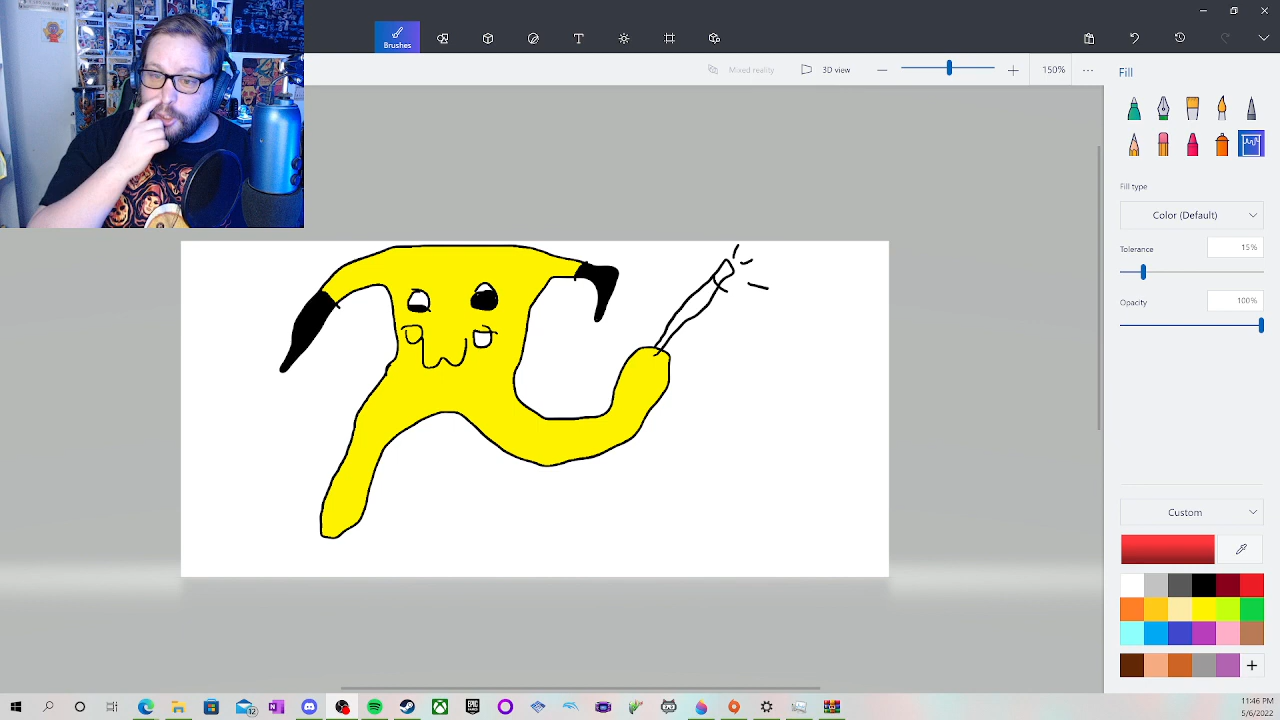 Brushes
Mixed reality
3D view
150%
Fill
Fill type
Color (Default)
Tolerance
15%
Opacity
100%
Custom
12
11:46 PM
5/6/2022